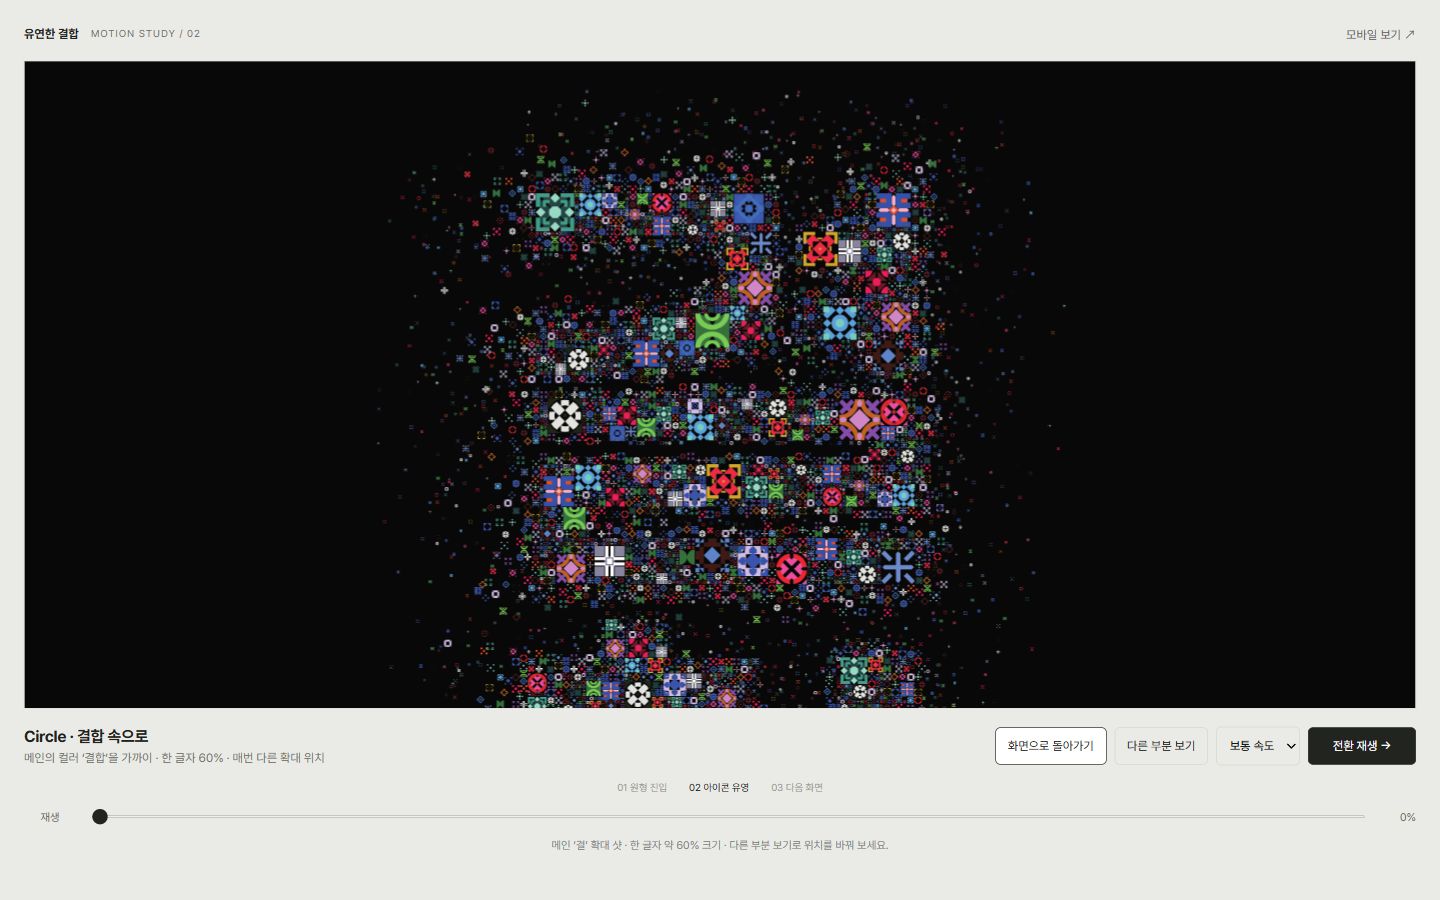 유연한 결합 MOTION STUDY / 02
모바일 보기 ↗
결
Circle · 결합 속으로
메인의 컬러 ‘결합’을 가까이 · 한 글자 60% · 매번 다른 확대 위치
화면으로 돌아가기
다른 부분 보기
보통 속도
전환 재생 →
01 원형 진입 02 아이콘 유영 03 다음 화면
재생
0%
메인 ‘결’ 확대 샷 · 한 글자 약 60% 크기 · 다른 부분 보기로 위치를 바꿔 보세요.